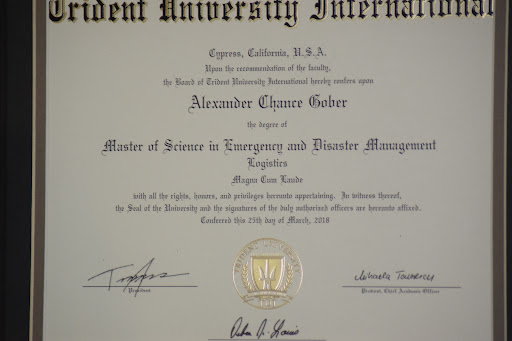 Trident University International
Cypress, California, U.S.A.
Upon the recommendation of the faculty,
the Board of Trident University International hereby confers upon
Alexander Chance Gober
the degree of
Master of Science in Emergency and Disaster Management
Logistics
Magna Cum Laude
with all the rights, honors, and privileges hereunto appertaining. In witness thereof,
the Seal of the University and the signatures of the duly authorized officers are hereunto affixed.
Conferred this 25th day of March, 2018
TRIDENT UNIVERSITY
President
Provost, Chief Academic Officer